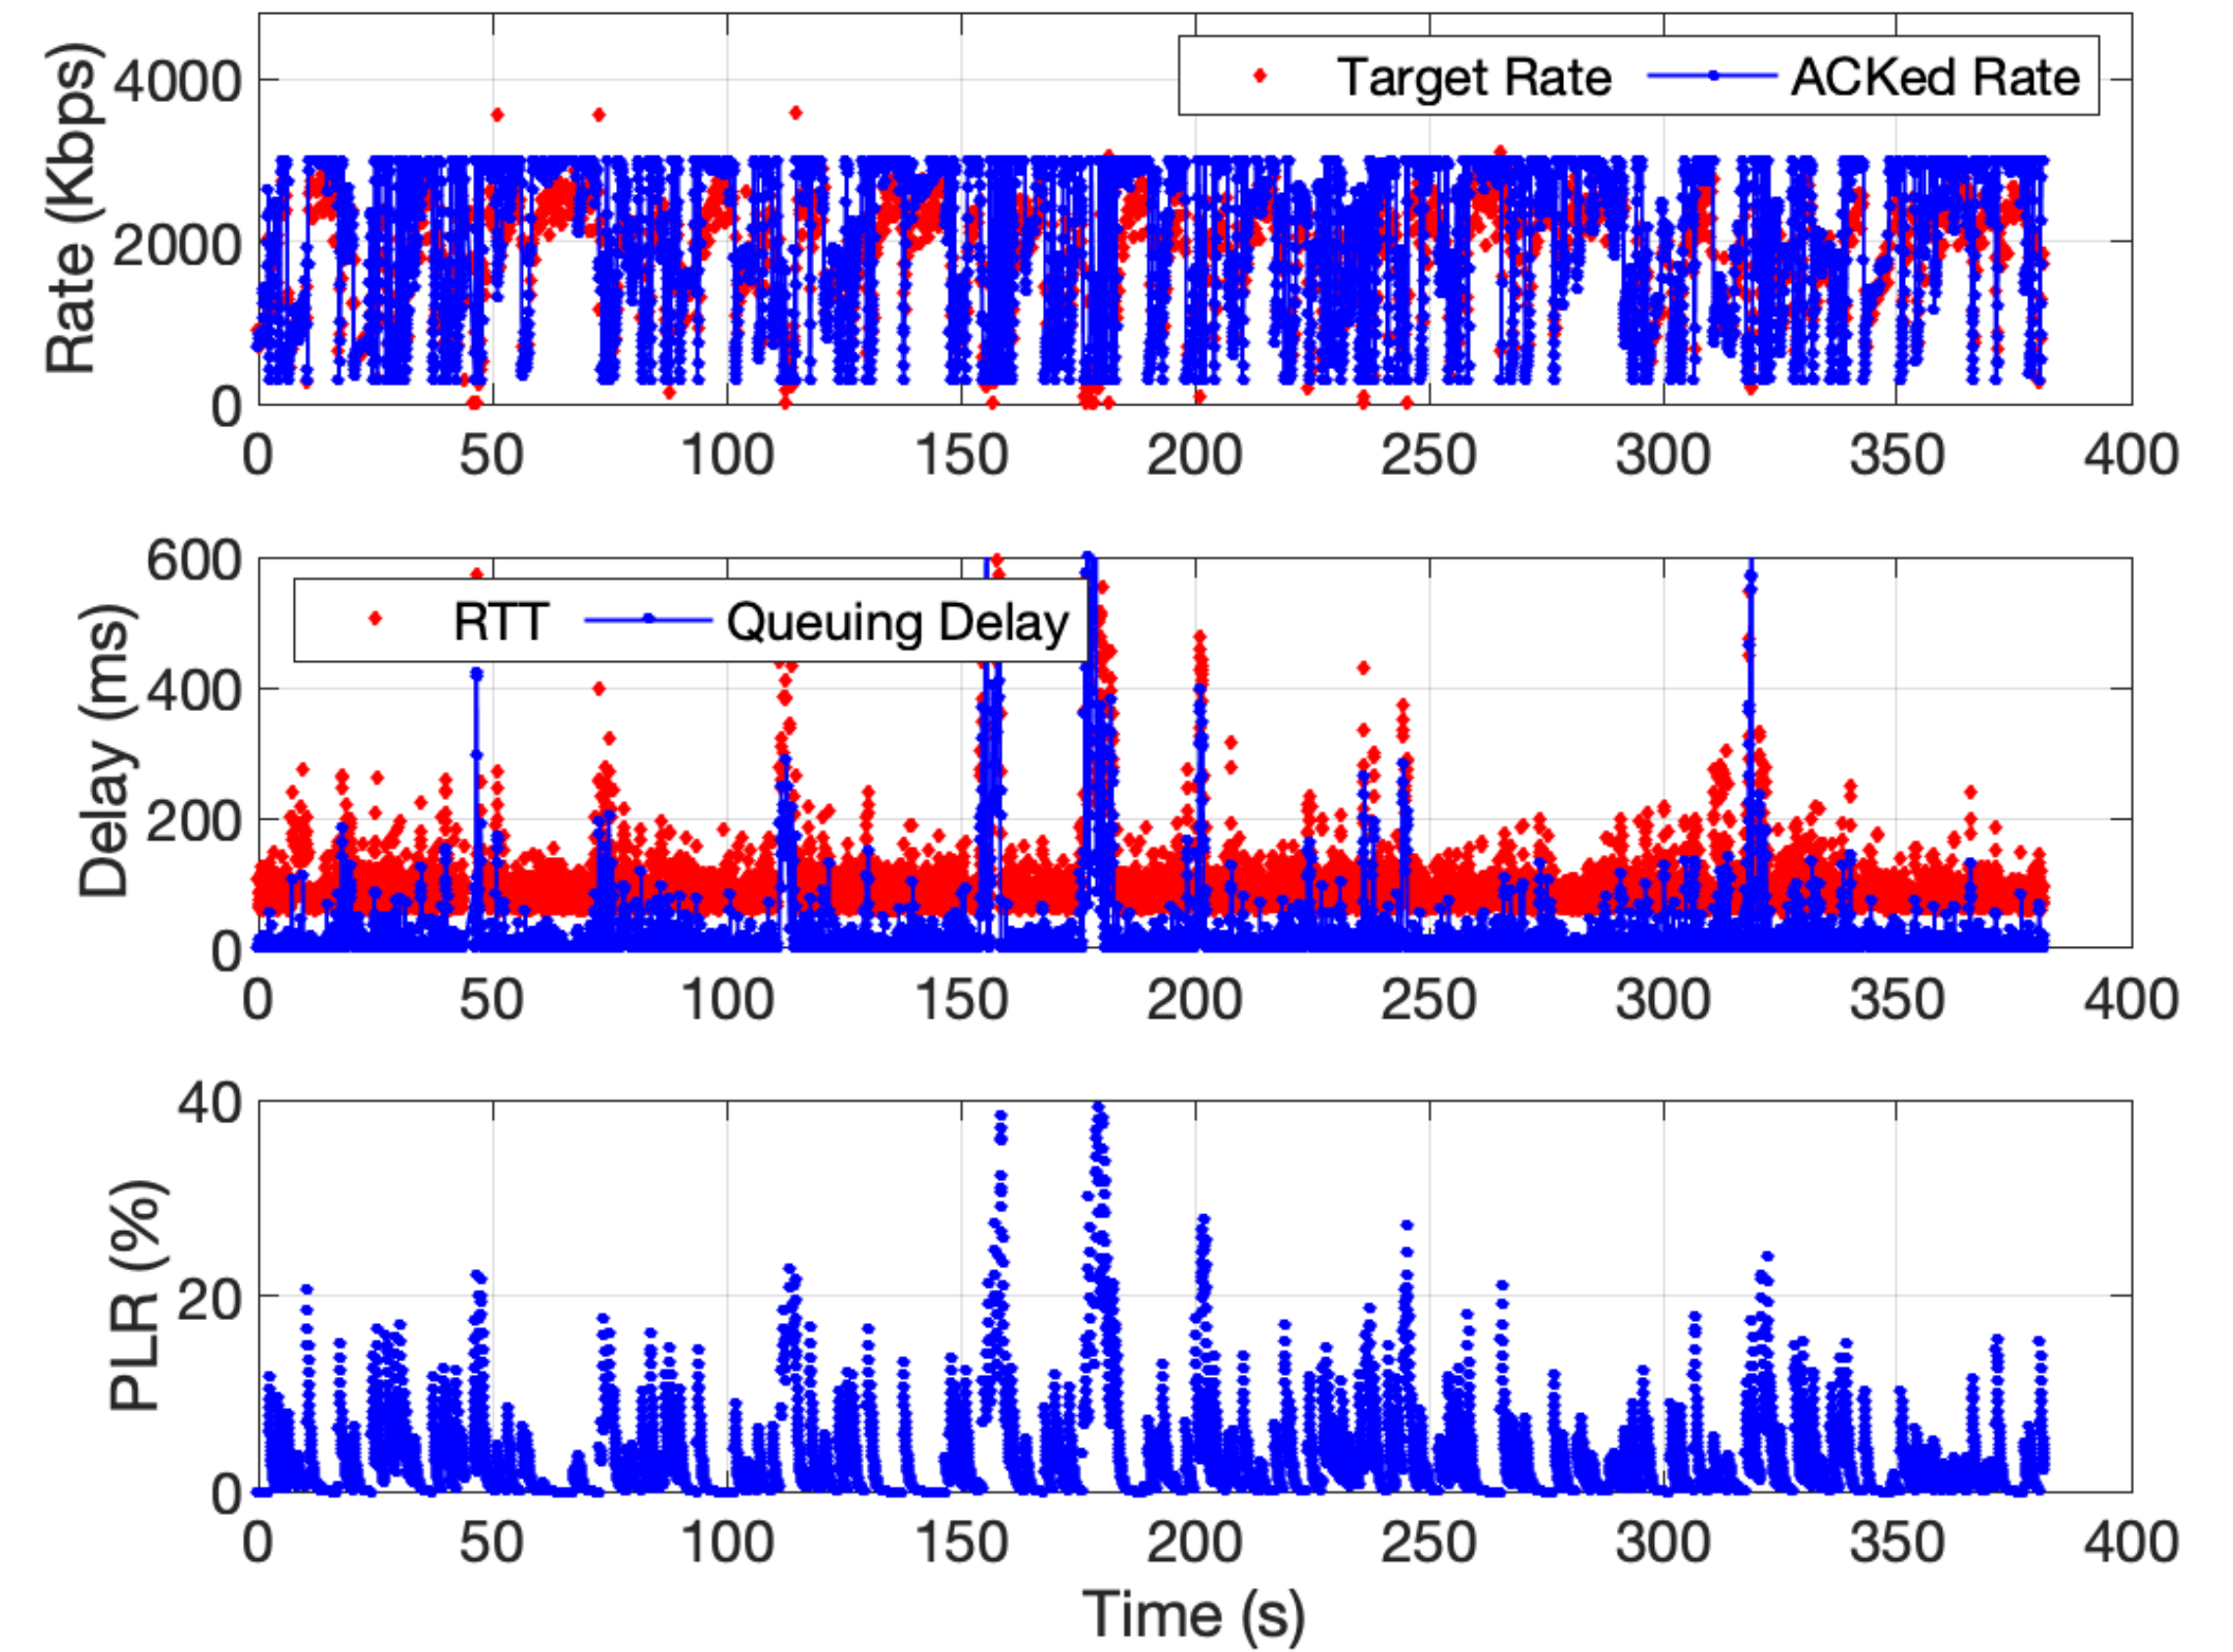 Rate (Kbps)
4000
2000
0
Target Rate ACKed Rate
0 50 100 150 200 250 300 350 400
Delay (ms)
600
400
200
0
RTT Queuing Delay
0 50 100 150 200 250 300 350 400
PLR (%)
40
20
0
0 50 100 150 200 250 300 350 400
Time (s)